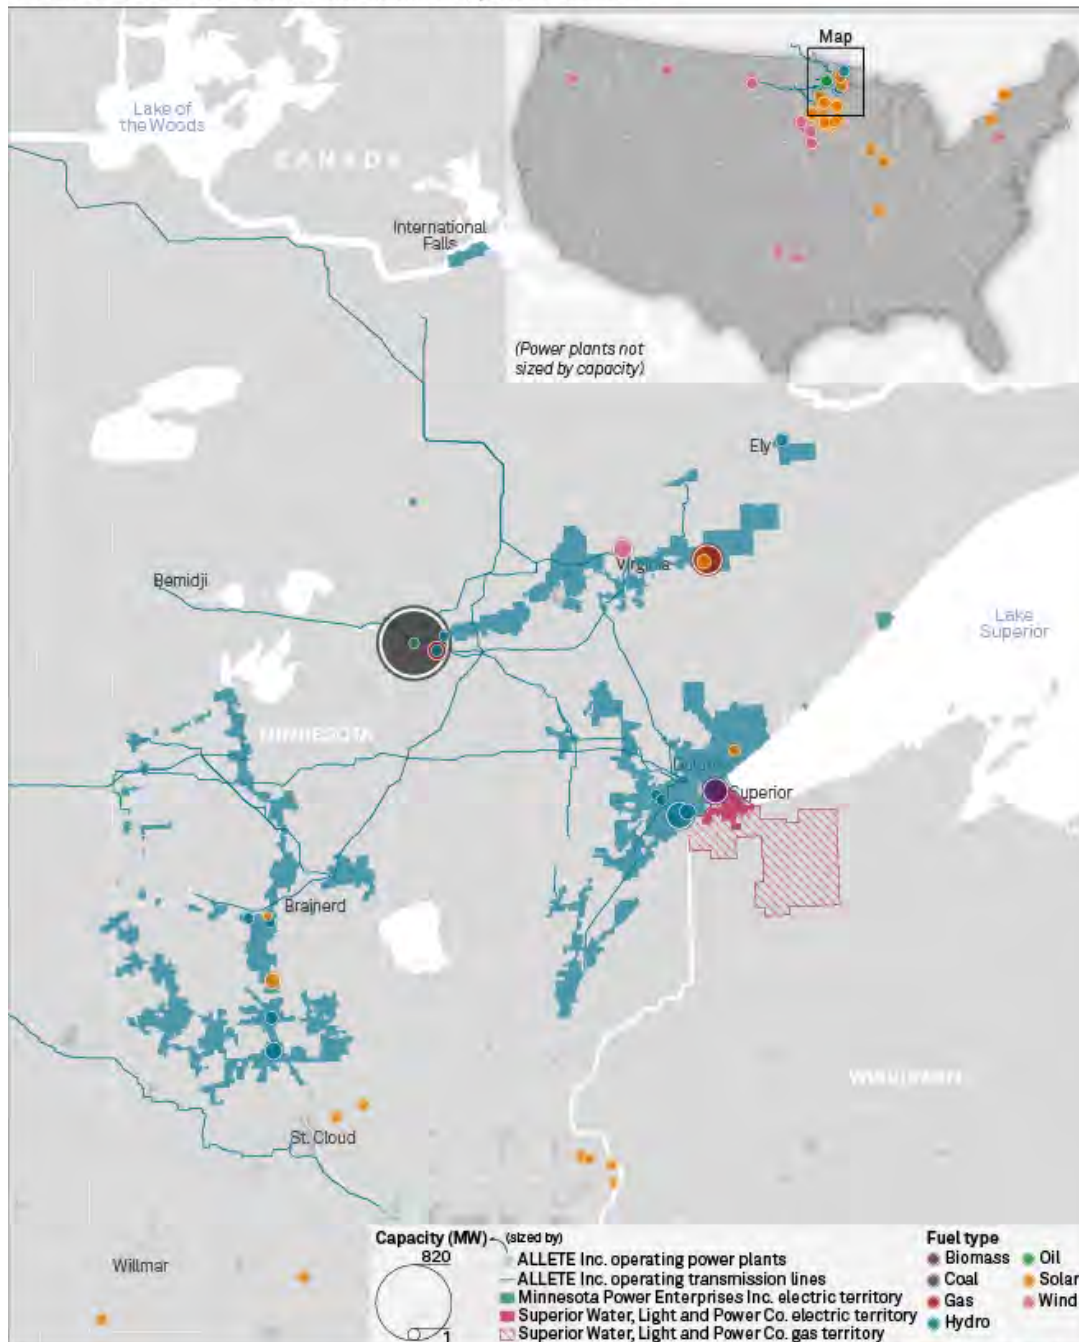 Map
Lake of
the Woods
CANADA
International
Falls
(Power plants not
sized by capacity)
Ely
Virginia
Bemidji
Lake
Superior
MINNESOTA
Duluth
Superior
Brainerd
WISCONSIN
St. Cloud
Willmar
Capacity (MW) (sized by)
820
1
ALLETE Inc. operating power plants
ALLETE Inc. operating transmission lines
Minnesota Power Enterprises Inc. electric territory
Superior Water, Light and Power Co. electric territory
Superior Water, Light and Power Co. gas territory
Fuel type
Biomass
Coal
Gas
Hydro
Oil
Solar
Wind